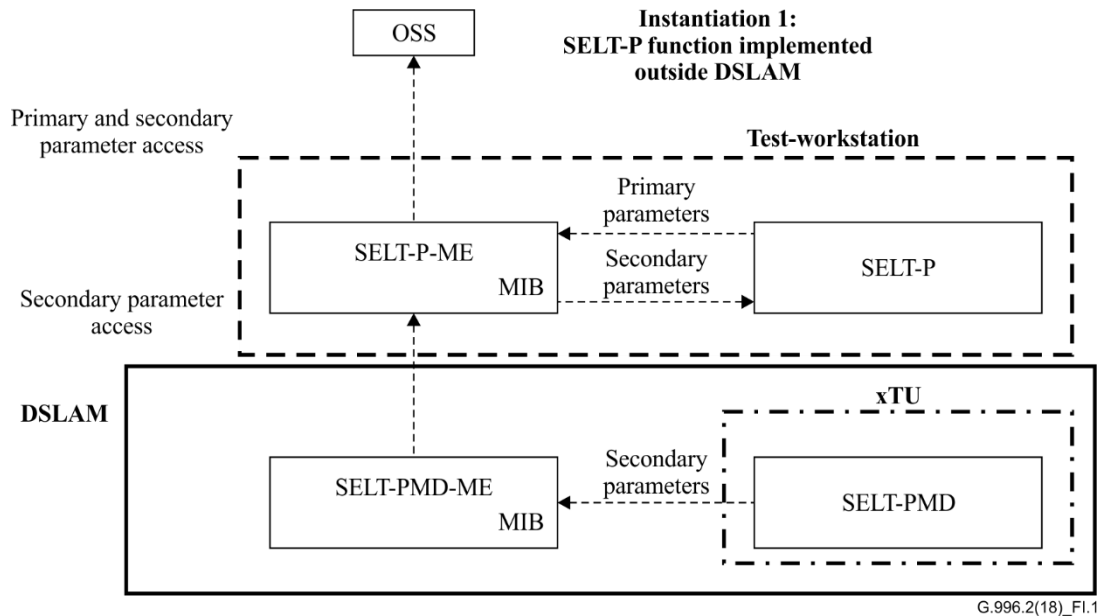 OSS
Instantiation 1:
SELT-P function implemented
outside DSLAM
Primary and secondary
parameter access
Test-workstation
Primary
parameters
SELT-P-ME
MIB
Secondary
parameters
SELT-P
Secondary parameter
access
DSLAM
xTU
SELT-PMD-ME
MIB
Secondary
parameters
SELT-PMD
G.996.2(18)_FI.1